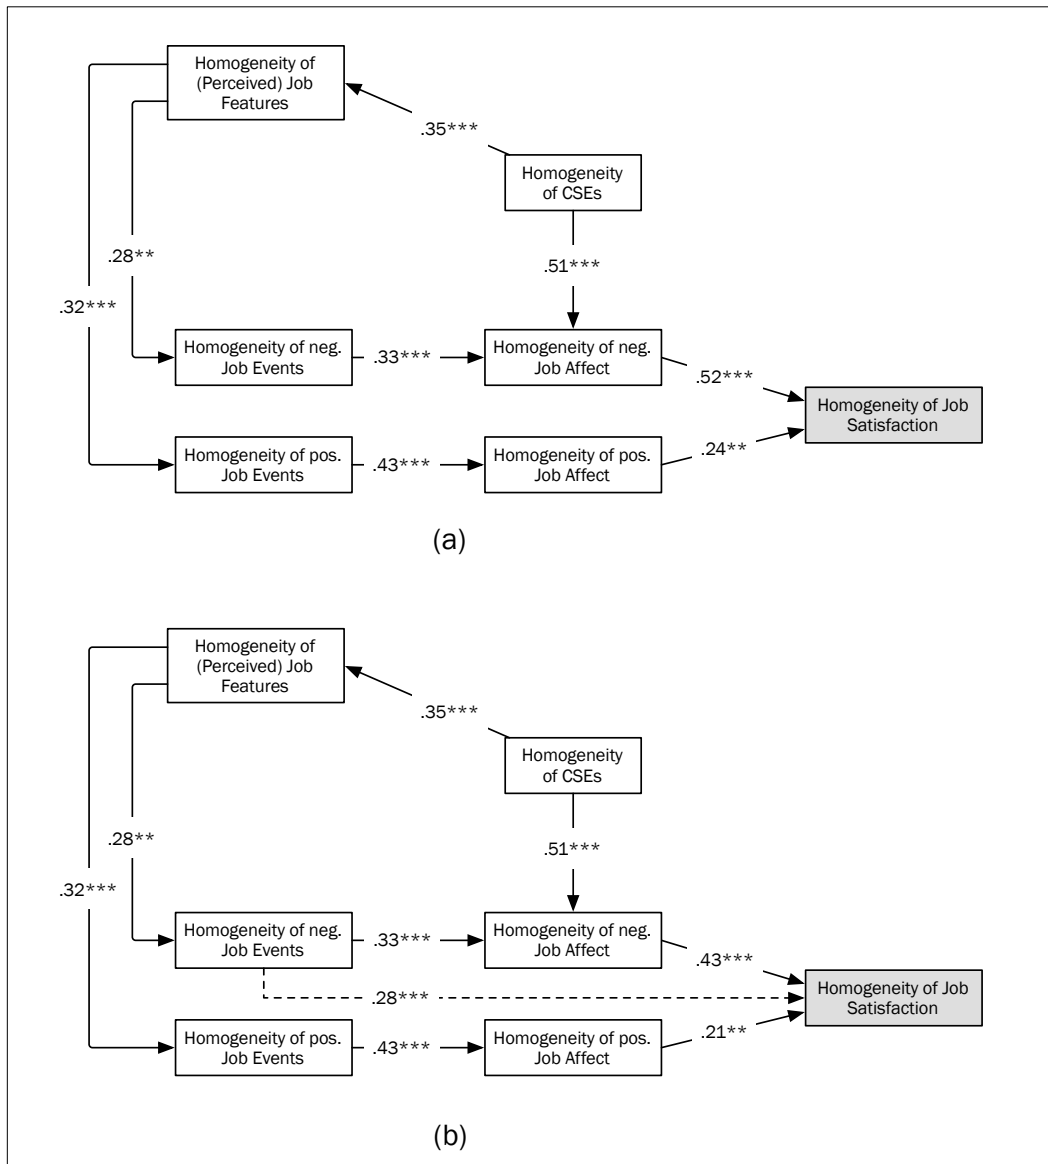 Homogeneity of
(Perceived) Job
Features
.35***
Homogeneity
of CSEs
.28**
.51***
.32***
Homogeneity of neg.
Job Events
.33***
Homogeneity of neg.
Job Affect
.52***
Homogeneity of Job
Satisfaction
Homogeneity of pos.
Job Events
.43***
Homogeneity of pos.
Job Affect
.24**
(a)
Homogeneity of
(Perceived) Job
Features
.35***
Homogeneity
of CSEs
.28**
.51***
.32***
Homogeneity of neg.
Job Events
.33***
Homogeneity of neg.
Job Affect
.43***
.28***
Homogeneity of Job
Satisfaction
Homogeneity of pos.
Job Events
.43***
Homogeneity of pos.
Job Affect
.21**
(b)